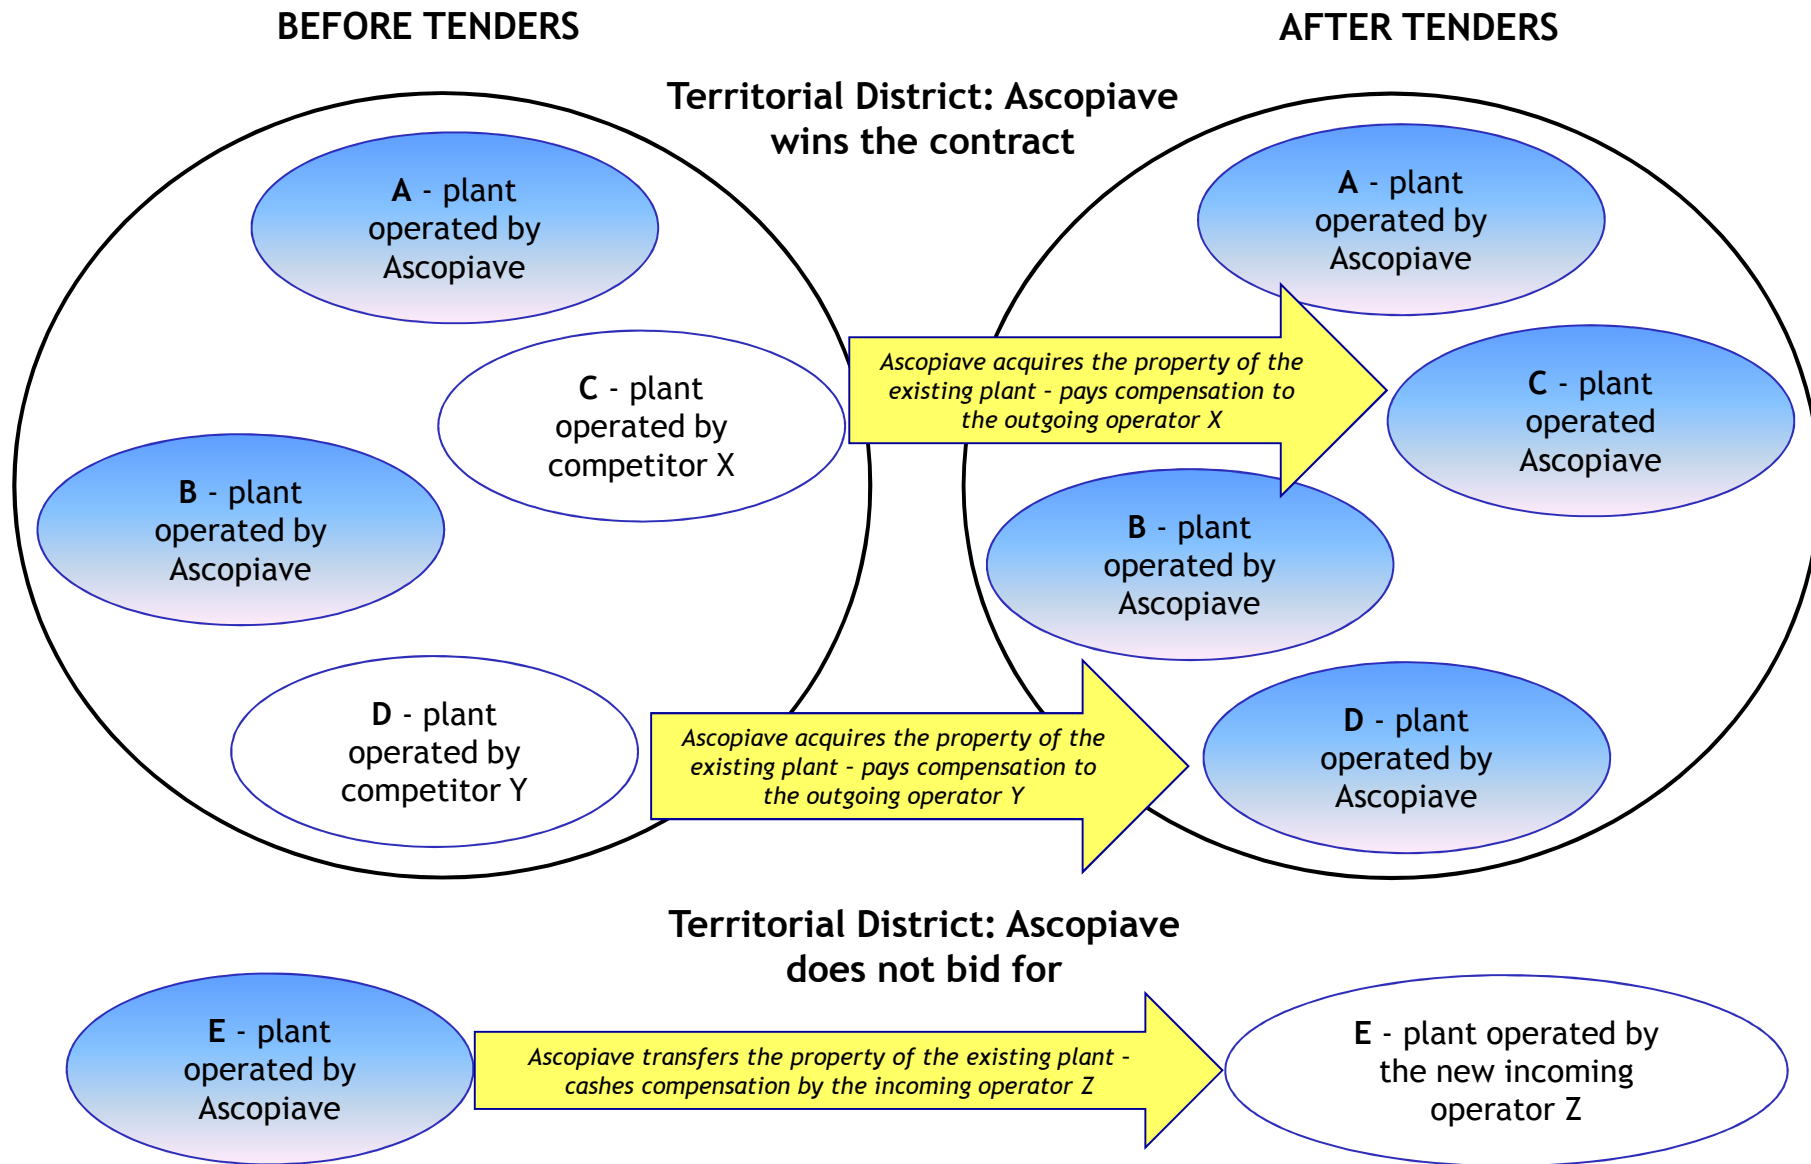 BEFORE TENDERS
AFTER TENDERS
Territorial District: Ascopiave
wins the contract
A - plant
operated by
Ascopiave
C - plant
operated by
competitor X
B - plant
operated by
Ascopiave
D - plant
operated by
competitor Y
Ascopiave acquires the property of the
existing plant - pays compensation to
the outgoing operator X
Ascopiave acquires the property of the
existing plant - pays compensation to
the outgoing operator Y
A - plant
operated by
Ascopiave
C - plant
operated
Ascopiave
B - plant
operated by
Ascopiave
D - plant
operated by
Ascopiave
Territorial District: Ascopiave
does not bid for
E - plant
operated by
Ascopiave
Ascopiave transfers the property of the existing plant -
cashes compensation by the incoming operator Z
E - plant operated by
the new incoming
operator Z